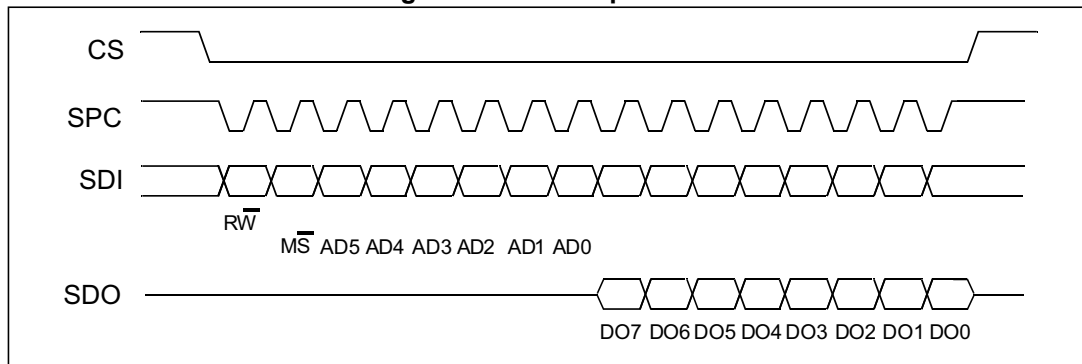 CS
SPC
SDI
RW̅
MS̅ AD5 AD4 AD3 AD2 AD1 AD0
SDO
DO7 DO6 DO5 DO4 DO3 DO2 DO1 DO0